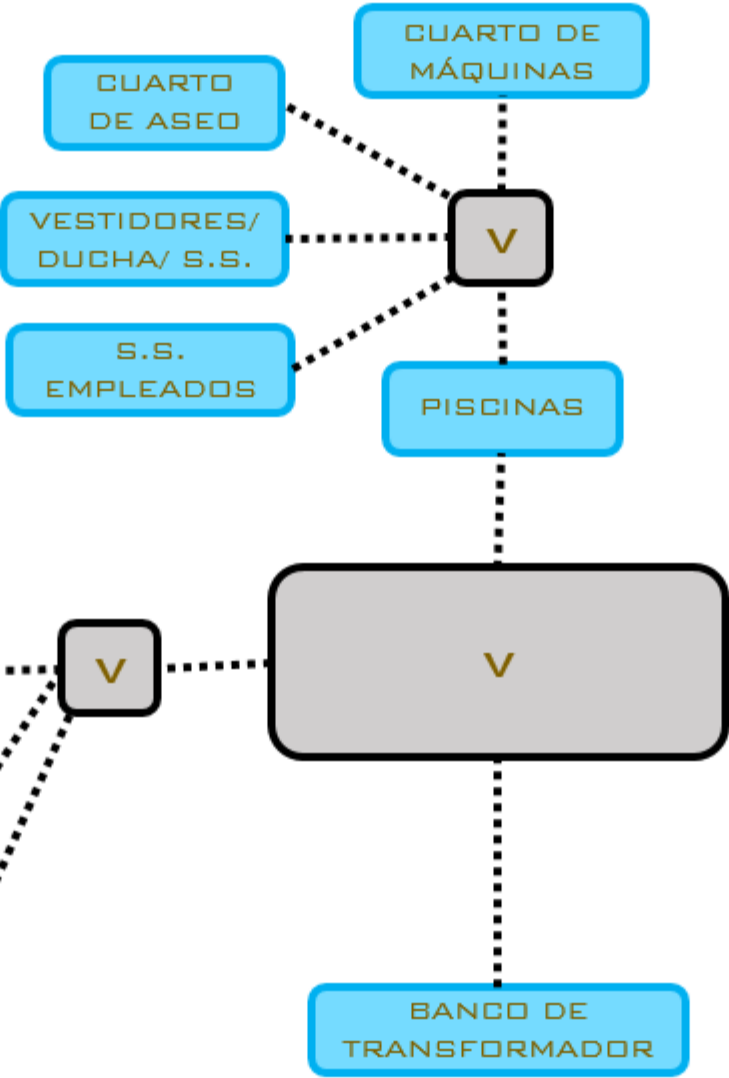 CUARTO DE
MÁQUINAS
CUARTO
DE ASEO
VESTIDORES/
DUCHA/ S.S.
V
S.S.
EMPLEADOS
PISCINAS
V
V
BANCO DE
TRANSFORMADOR